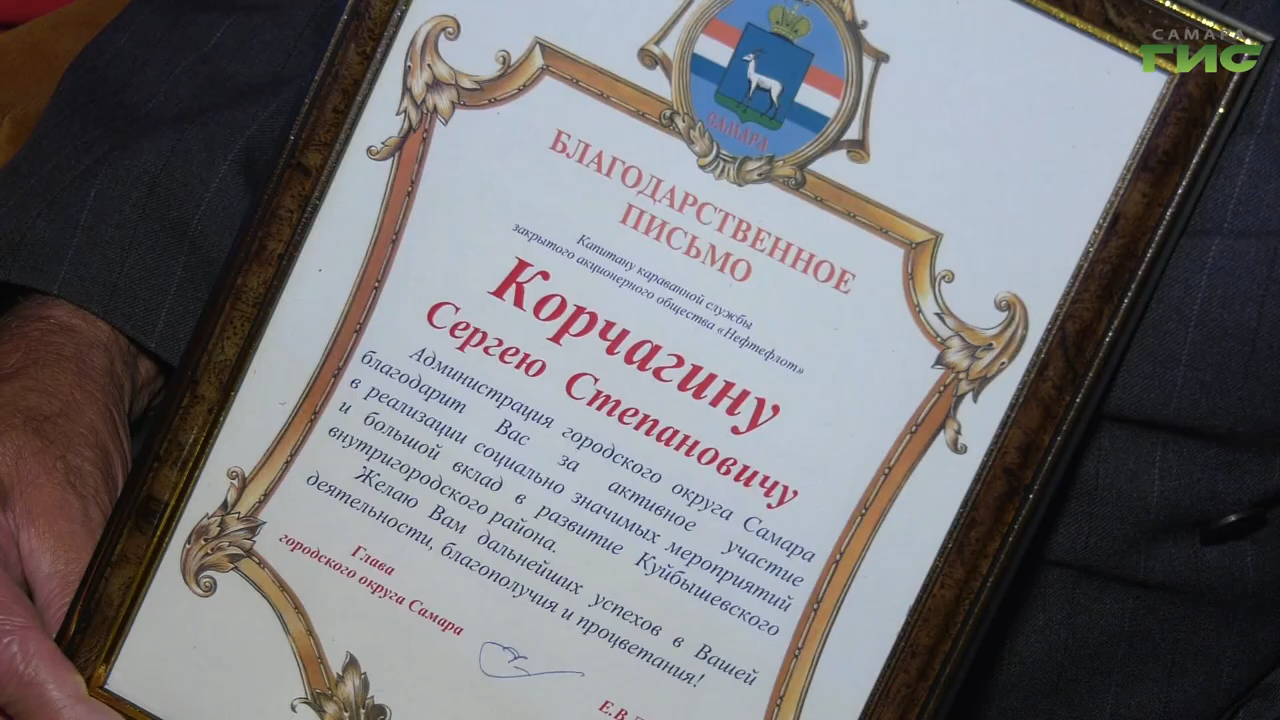 САМАРА
ГИС
САМАРА
БЛАГОДАРСТВЕННОЕ
ПИСЬМО
Капитану караванной службы
закрытого акционерного общества «Нефтефлот»
Корчагину
Сергею Степановичу
Администрация городского округа Самара
благодарит Вас за активное участие
в реализации социально значимых мероприятий
и большой вклад в развитие Куйбышевского
внутригородского района.
Желаю Вам дальнейших успехов в Вашей
деятельности, благополучия и процветания!
Глава
городского округа Самара
Е.В.